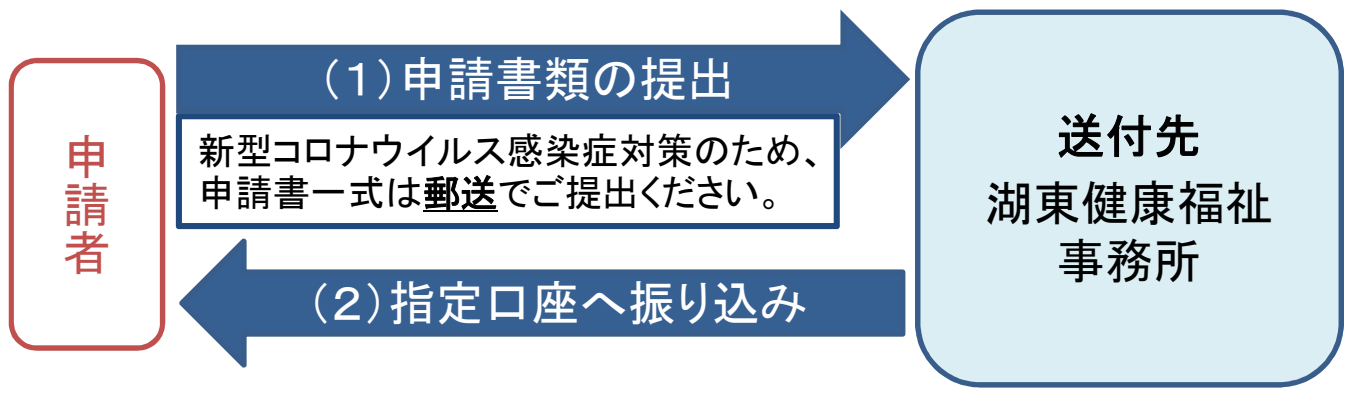 申請者
(1)申請書類の提出
新型コロナウイルス感染症対策のため、
申請書一式は郵送でご提出ください。
(2)指定口座へ振り込み
送付先
湖東健康福祉
事務所